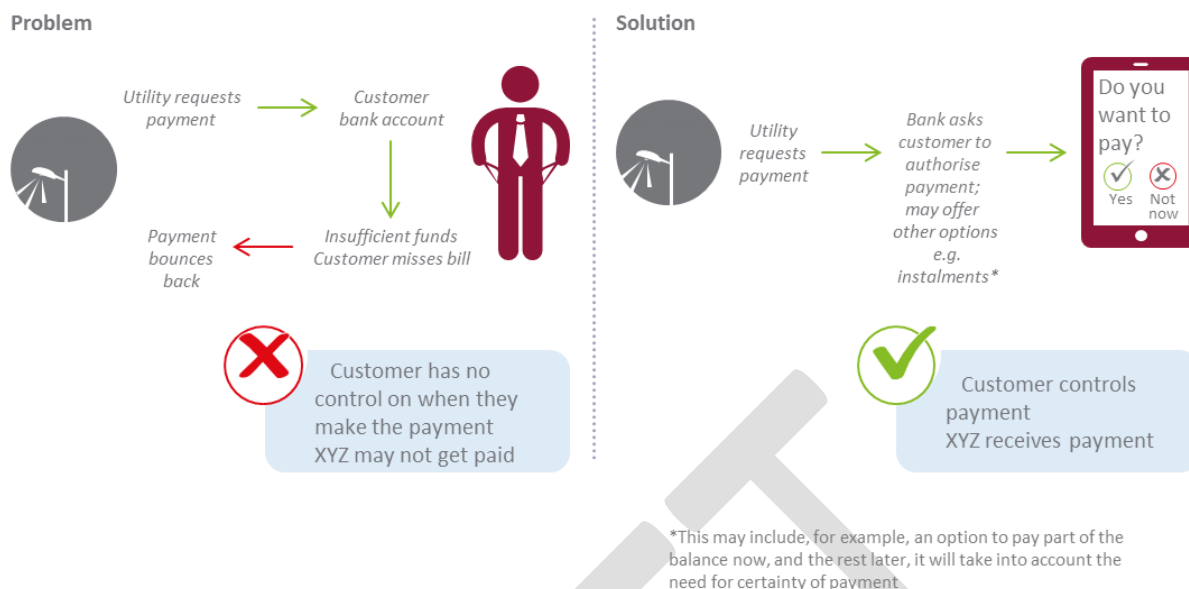 Problem
Utility requests
payment
Customer
bank account
Insufficient funds
Customer misses bill
Payment
bounces
back
Customer has no
control on when they
make the payment
XYZ may not get paid
Solution
Utility
requests
payment
Bank asks
customer to
authorise
payment;
may offer
other options
e.g.
instalments*
Do you
want to
pay?
Yes
Not
now
Customer controls
payment
XYZ receives payment
*This may include, for example, an option to pay part of the
balance now, and the rest later, it will take into account the
need for certainty of payment